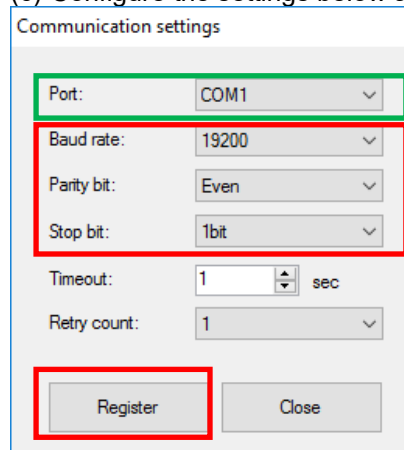 Communication settings
Port: COM1
Baud rate: 19200
Parity bit: Even
Stop bit: 1bit
Timeout: 1 sec
Retry count: 1
Register Close